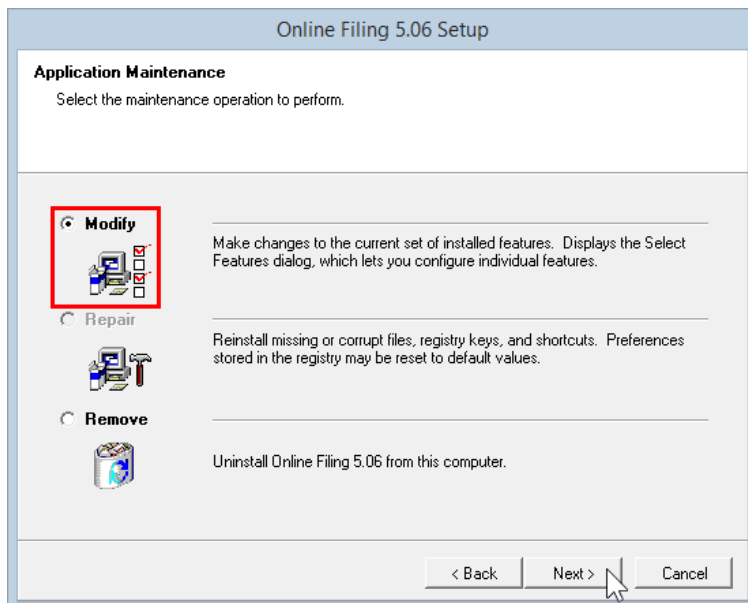 Online Filing 5.06 Setup
Application Maintenance
Select the maintenance operation to perform.
Modify
Make changes to the current set of installed features.  Displays the Select
Features dialog, which lets you configure individual features.
Repair
Reinstall missing or corrupt files, registry keys, and shortcuts.  Preferences
stored in the registry may be reset to default values.
Remove
Uninstall Online Filing 5.06 from this computer.
< Back
Next >
Cancel